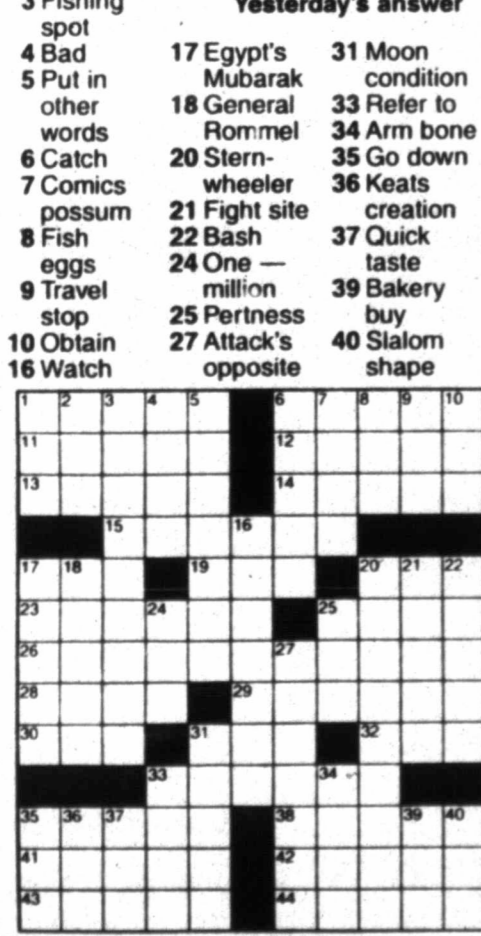 3 Fishing
spot
4 Bad
5 Put in
other
words
6 Catch
7 Comics
possum
8 Fish
eggs
9 Travel
stop
10 Obtain
16 Watch
Yesterday's answer
17 Egypt's
Mubarak
18 General
Rommel
20 Stern-
wheeler
21 Fight site
22 Bash
24 One —
million
25 Pertness
27 Attack's
opposite
31 Moon
condition
33 Refer to
34 Arm bone
35 Go down
36 Keats
creation
37 Quick
taste
39 Bakery
buy
40 Slalom
shape
1 2 3 4 5 6 7 8 9 10
11 12
13 14
15 16
17 18 19 20 21 22
23 24 25
26 27
28 29
30 31 32
33 34
35 36 37 38 39 40
41 42
43 44